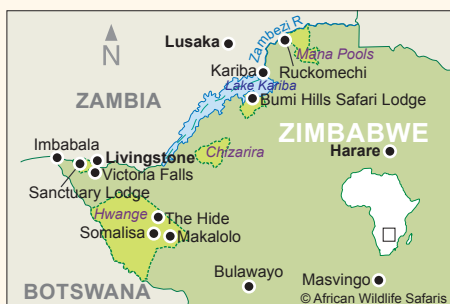 N
Lusaka
Zambezi R
Mana Pools
Kariba
Ruckomechi
Lake Kariba
Bumi Hills Safari Lodge
ZAMBIA
ZIMBABWE
Imbabala
Livingstone
Chizarira
Harare
Victoria Falls
Sanctuary Lodge
Hwange
The Hide
Somalisa
Makalolo
Bulawayo
Masvingo
BOTSWANA
© African Wildlife Safaris